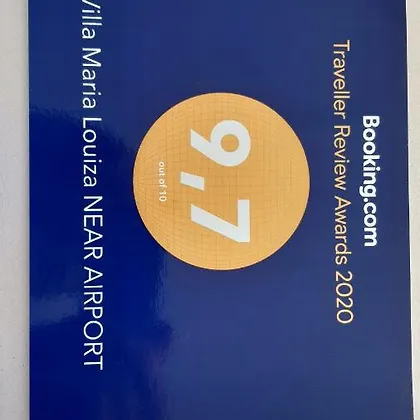 Booking.com
Traveller Review Awards 2020
9,7
out of 10
Villa Maria Louiza NEAR AIRPORT